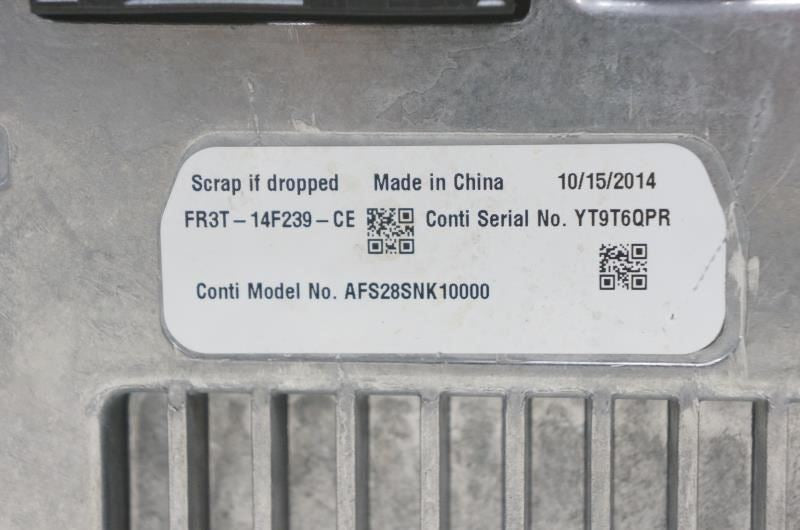 Scrap if dropped Made in China 10/15/2014
FR3T-14F239-CE Conti Serial No. YT9T6QPR
Conti Model No. AFS28SNK10000